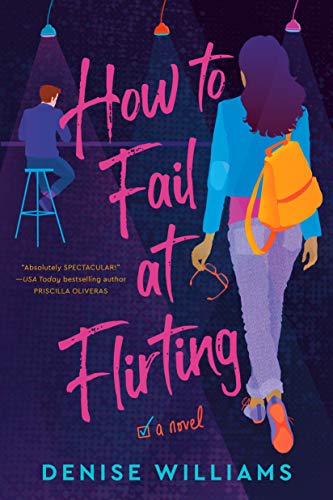 How to
Fail
at
Flirting
"Absolutely SPECTACULAR!"
—USA Today bestselling author
PRISCILLA OLIVERAS
a novel
DENISE WILLIAMS